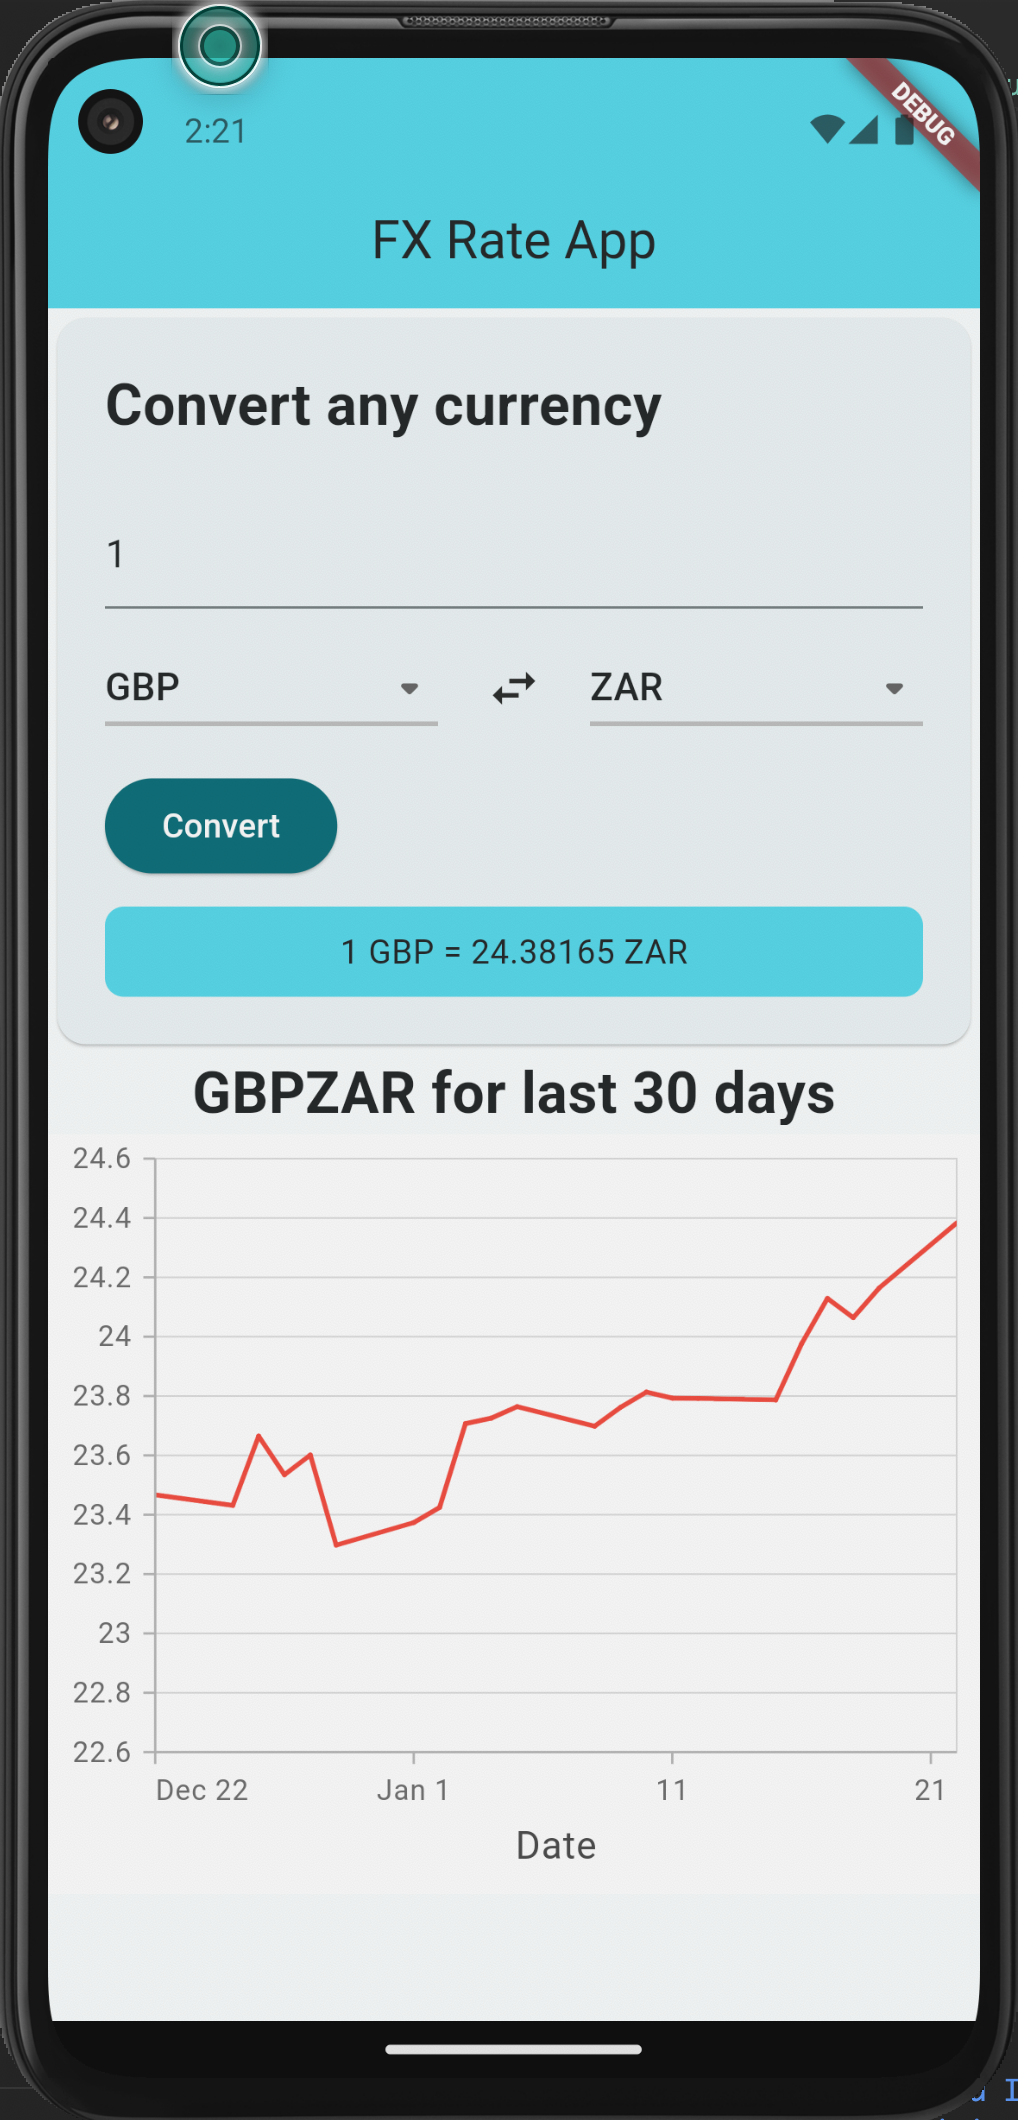 2:21
DEBUG
FX Rate App
Convert any currency
1
GBP
ZAR
Convert
1 GBP = 24.38165 ZAR
GBPZAR for last 30 days
24.6
24.4
24.2
24
23.8
23.6
23.4
23.2
23
22.8
22.6
Dec 22 Jan 1 11 21
Date